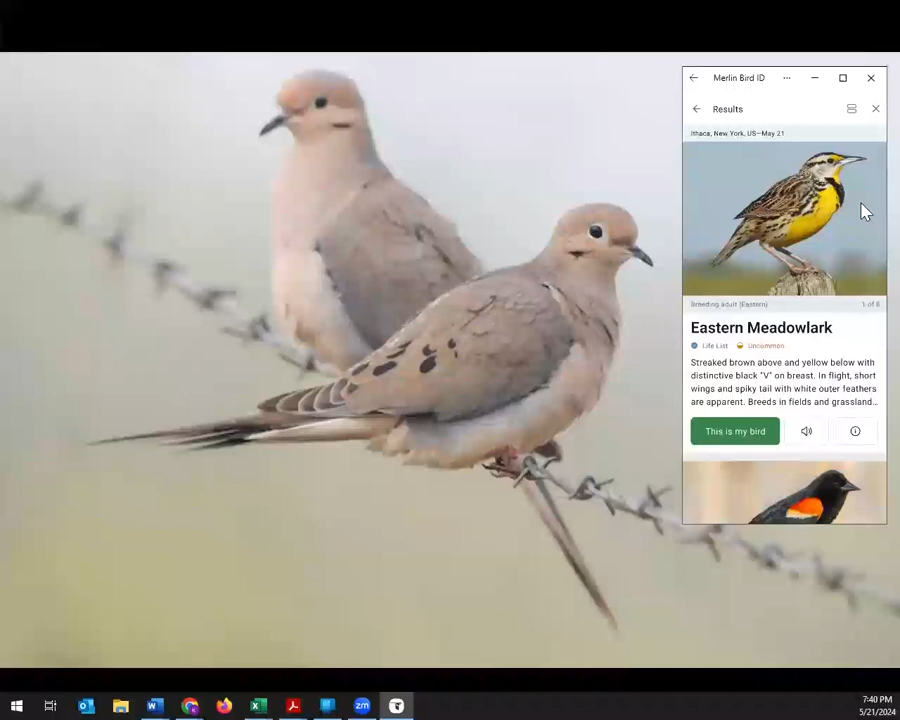 Merlin Bird ID
Results
Ithaca, New York, US—May 21
Breeding adult (Eastern) 1 of 8
Eastern Meadowlark
Life List Uncommon
Streaked brown above and yellow below with
distinctive black "V" on breast. In flight, short
wings and spiky tail with white outer feathers
are apparent. Breeds in fields and grassland...
This is my bird
zm
7:40 PM
5/21/2024